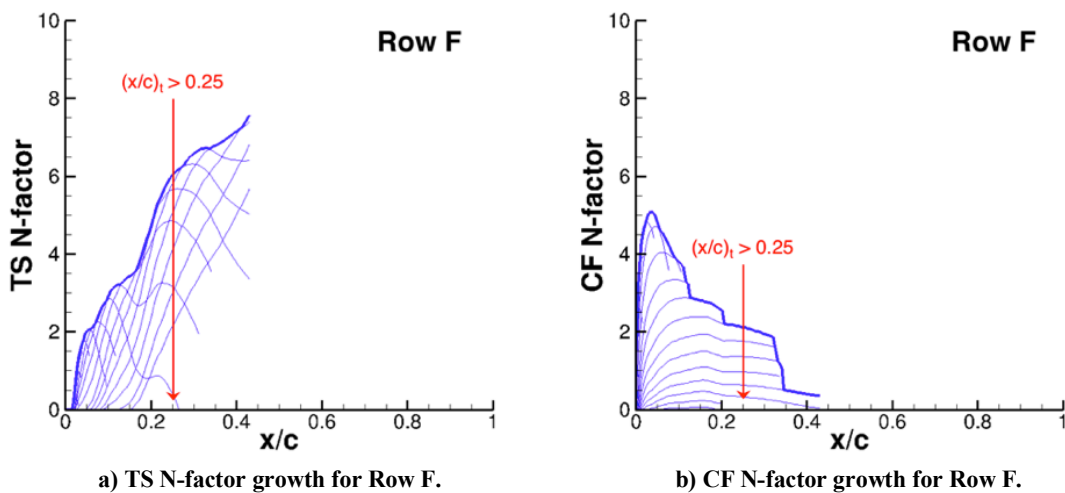 10
8
6
4
2
0
TS N-factor
Row F
(x/c)t > 0.25
0 0.2 0.4 0.6 0.8 1
x/c
a) TS N-factor growth for Row F.
10
8
6
4
2
0
CF N-factor
Row F
(x/c)t > 0.25
0 0.2 0.4 0.6 0.8 1
x/c
b) CF N-factor growth for Row F.